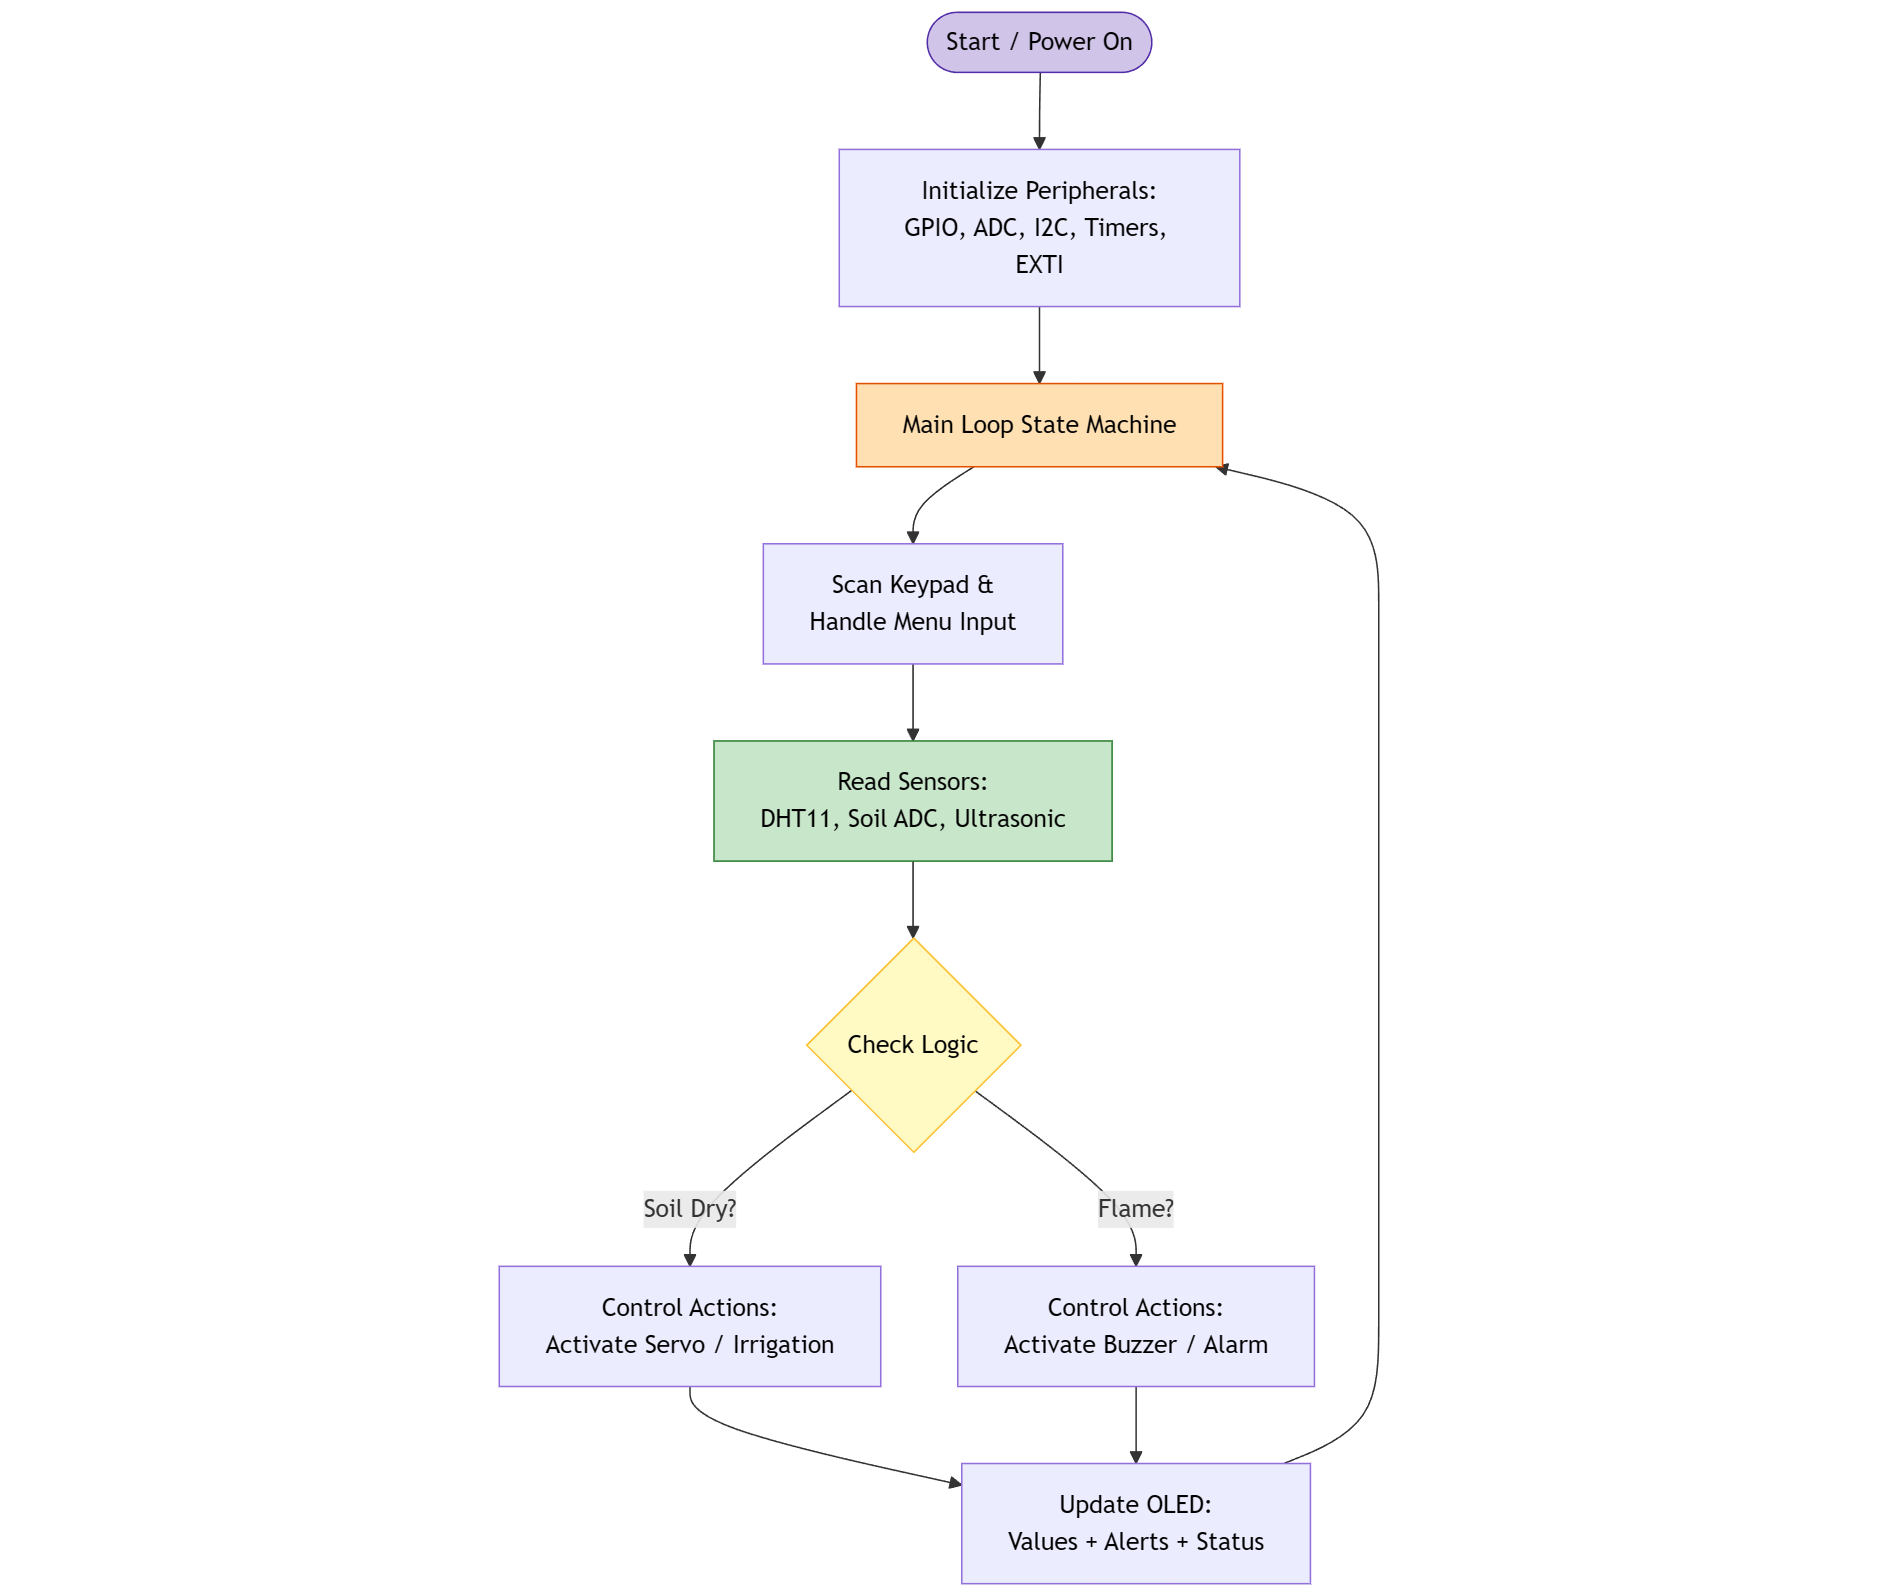 Start / Power On
Initialize Peripherals:
GPIO, ADC, I2C, Timers,
EXTI
Main Loop State Machine
Scan Keypad &
Handle Menu Input
Read Sensors:
DHT11, Soil ADC, Ultrasonic
Check Logic
Soil Dry?
Flame?
Control Actions:
Activate Servo / Irrigation
Control Actions:
Activate Buzzer / Alarm
Update OLED:
Values + Alerts + Status